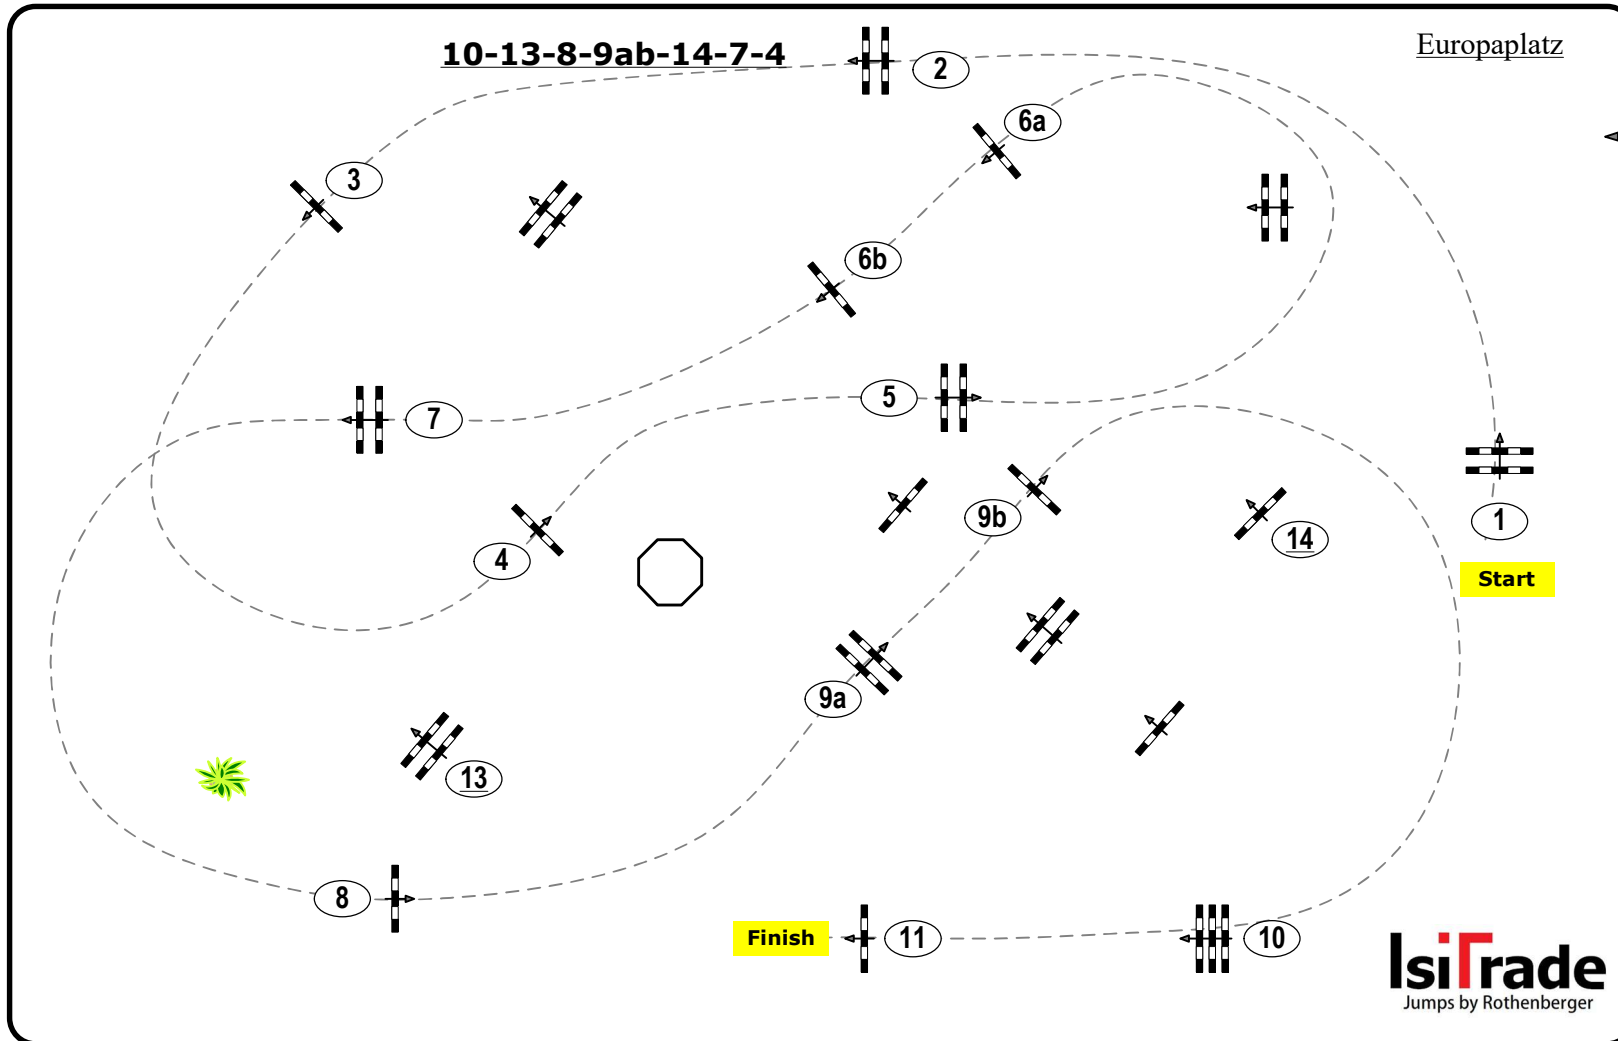 10-13-8-9ab-14-7-4
Europaplatz
2
6a
3
6b
5
7
9b
14
1
4
Start
9a
13
8
Finish
11
10
IsiTrade
Jumps by Rothenberger